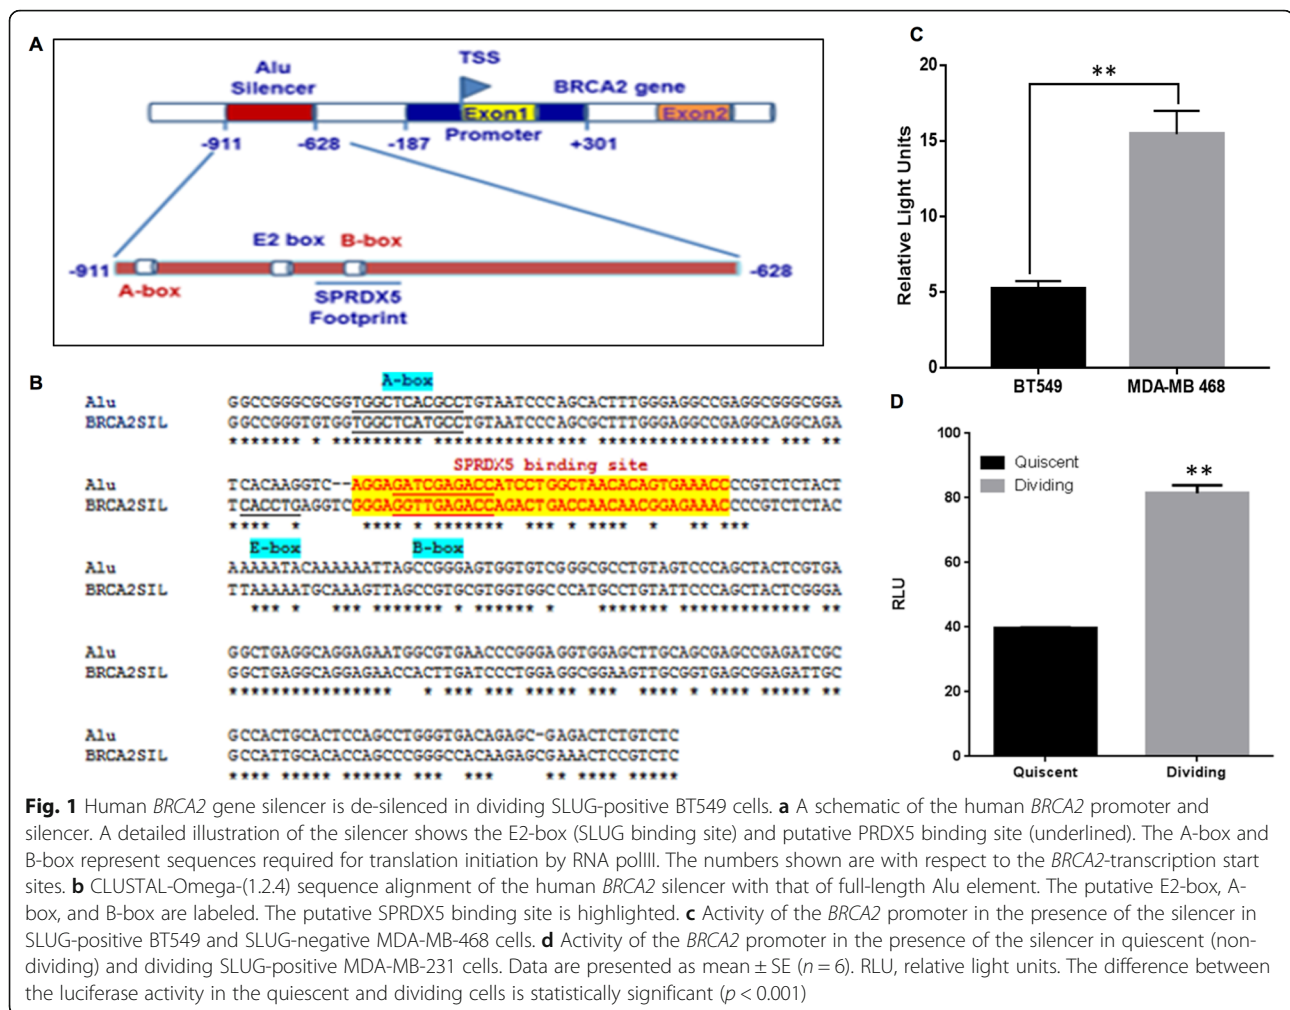 A
TSS
Alu
Silencer
BRCA2 gene
Exon1
Exon2
Promoter
-911
-628
-187
+301
E2 box
B-box
-911
-628
A-box
SPRDX5
Footprint
B
A-box
Alu GGCCGGGCGCGGTGGCTCACGCCTGTAATCCCAGCACTTTGGGAGGCCGAGGCGGGCGGA
BRCA2SIL GGCCGGGTGTGGTGGCTCATGCCTGTAATCCCAGCGCTTTGGGAGGCCGAGGCAGGCAGA
******* * ********* *************** ***************** *** **
SPRDX5 binding site
Alu TCACAAGGTC--AGGAGATCGAGACCATCCTGGCTAACACAGTGAAACCCCGTCTCTACT
BRCA2SIL TCACCTGAGGTCGGGAGGTTGAGACCAGACTGACCAACAACGGAGAAACCCCGTCTCTAC
**** * **** * ******* *** * **** * *** ** ***
E-box
B-box
Alu AAAAATACAAAAAATTAGCCGGGAGTGGTGTCGGGCGCCTGTAGTCCCAGCTACTCGTGA
BRCA2SIL TTAAAAATGCAAAGTTAGCCGTGCGTGGTGGCCCATGCCTGTATTCCCAGCTACTCGGGA
*** * *** ******* * ****** * ******* ************* **
Alu GGCTGAGGCAGGAGAATGGCGTGAACCCGGGAGGTGGAGCTTGCAGCGAGCCGAGATCGC
BRCA2SIL GGCTGAGGCAGGAGAACCACTTGATCCCTGGAGGCGGAAGTTGCGGTGAGCGGAGATTGC
**************** * *** *** ***** *** **** * **** ***** **
Alu GCCACTGCACTCCAGCCTGGGTGACAGAGC-GAGACTCTGTCTC
BRCA2SIL GCCATTGCACACCAGCCCGGGCCACAAGAGCGAAACTCCGTCTC
**** ***** ****** *** *** ** **** *****
C
Relative Light Units
20
15
10
5
0
**
BT549
MDA-MB 468
D
RLU
100
80
60
40
20
0
Quiscent
Dividing
**
Quiscent
Dividing
Fig. 1 Human BRCA2 gene silencer is de-silenced in dividing SLUG-positive BT549 cells. a A schematic of the human BRCA2 promoter and
silencer. A detailed illustration of the silencer shows the E2-box (SLUG binding site) and putative PRDX5 binding site (underlined). The A-box and
B-box represent sequences required for translation initiation by RNA polIII. The numbers shown are with respect to the BRCA2-transcription start
sites. b CLUSTAL-Omega-(1.2.4) sequence alignment of the human BRCA2 silencer with that of full-length Alu element. The putative E2-box, A-
box, and B-box are labeled. The putative SPRDX5 binding site is highlighted. c Activity of the BRCA2 promoter in the presence of the silencer in
SLUG-positive BT549 and SLUG-negative MDA-MB-468 cells. d Activity of the BRCA2 promoter in the presence of the silencer in quiescent (non-
dividing) and dividing SLUG-positive MDA-MB-231 cells. Data are presented as mean ± SE (n = 6). RLU, relative light units. The difference between
the luciferase activity in the quiescent and dividing cells is statistically significant (p < 0.001)